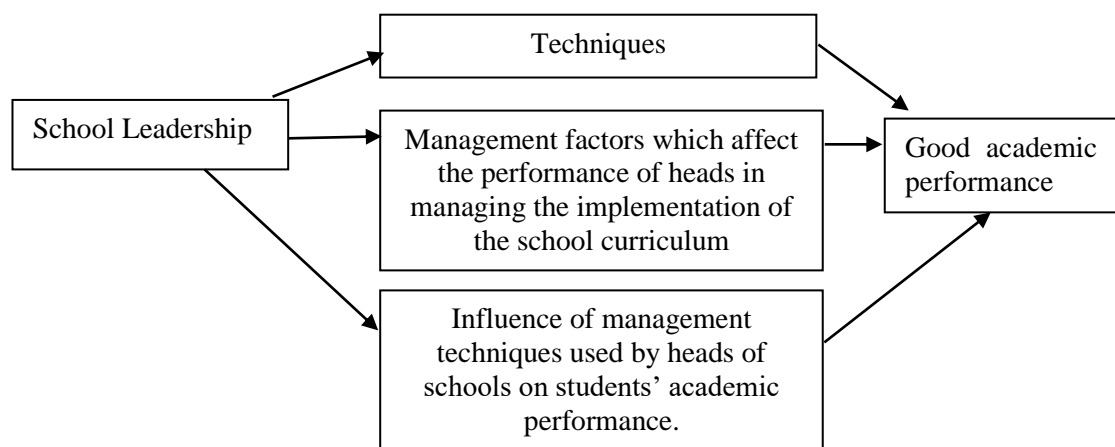 Techniques
School Leadership
Management factors which affect
the performance of heads in
managing the implementation of
the school curriculum
Influence of management
techniques used by heads of
schools on students’ academic
performance.
Good academic
performance